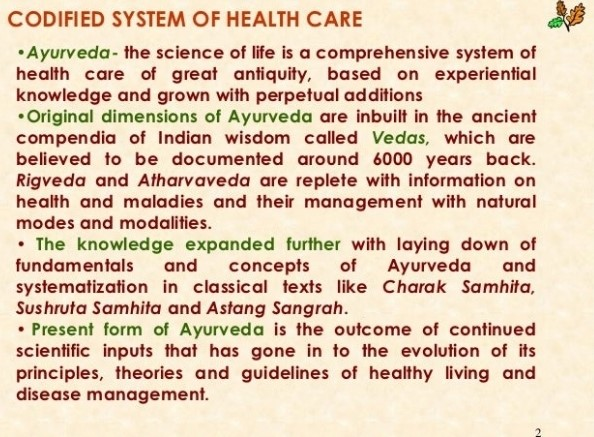 CODIFIED SYSTEM OF HEALTH CARE
•Ayurveda- the science of life is a comprehensive system of
health care of great antiquity, based on experiential
knowledge and grown with perpetual additions
•Original dimensions of Ayurveda are inbuilt in the ancient
compendia of Indian wisdom called Vedas, which are
believed to be documented around 6000 years back.
Rigveda and Atharvaveda are replete with information on
health and maladies and their management with natural
modes and modalities.
• The knowledge expanded further with laying down of
fundamentals and concepts of Ayurveda and
systematization in classical texts like Charak Samhita,
Sushruta Samhita and Astang Sangrah.
• Present form of Ayurveda is the outcome of continued
scientific inputs that has gone in to the evolution of its
principles, theories and guidelines of healthy living and
disease management.
2